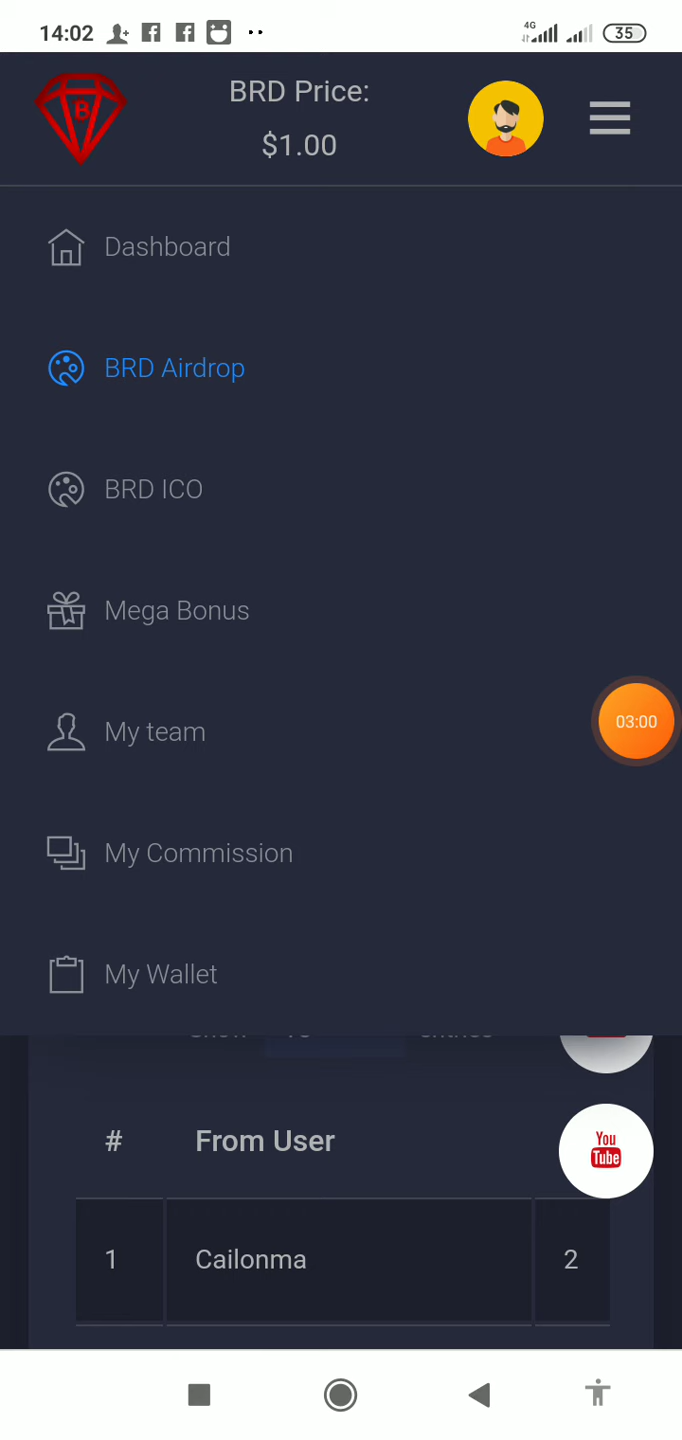 14:02
4G
35
BRD Price:
$1.00
B
Dashboard
BRD Airdrop
BRD ICO
Mega Bonus
My team
03:00
My Commission
My Wallet
# From User
You
Tube
1 Cailonma 2